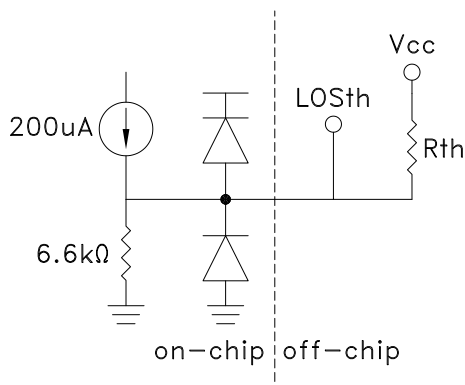 Vcc
LOSth
200uA
Rth
6.6kΩ
on-chip
off-chip